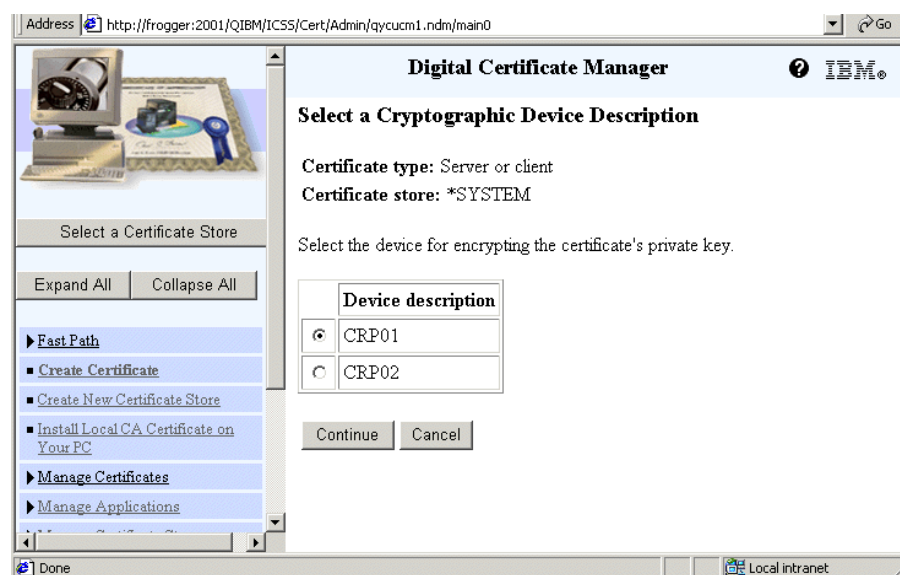 Address http://frogger:2001/QIBM/ICSS/Cert/Admin/qycucm1.ndm/main0 Go
Digital Certificate Manager
IBM®
Select a Certificate Store
Expand All
Collapse All
Fast Path
Create Certificate
Create New Certificate Store
Install Local CA Certificate on
Your PC
Manage Certificates
Manage Applications
Select a Cryptographic Device Description
Certificate type: Server or client
Certificate store: *SYSTEM
Select the device for encrypting the certificate's private key.
Device description
CRP01
CRP02
Continue
Cancel
Done
Local intranet